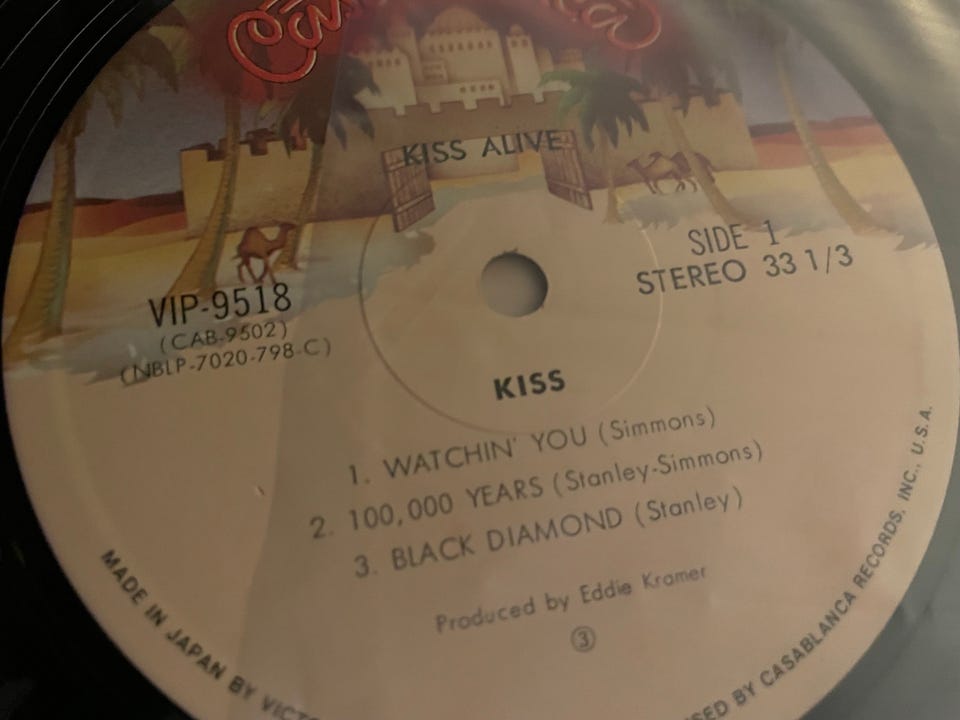 KISS ALIVE
SIDE 1
STEREO 33 1/3
VIP-9518
(CAB-9502)
(NBLP-7020-798-C)
KISS
1. WATCHIN' YOU (Simmons)
2. 100,000 YEARS (Stanley-Simmons)
3. BLACK DIAMOND (Stanley)
Produced by Eddie Kramer
③
MADE IN JAPAN BY
BY CASABLANCA RECORDS, INC., U.S.A.